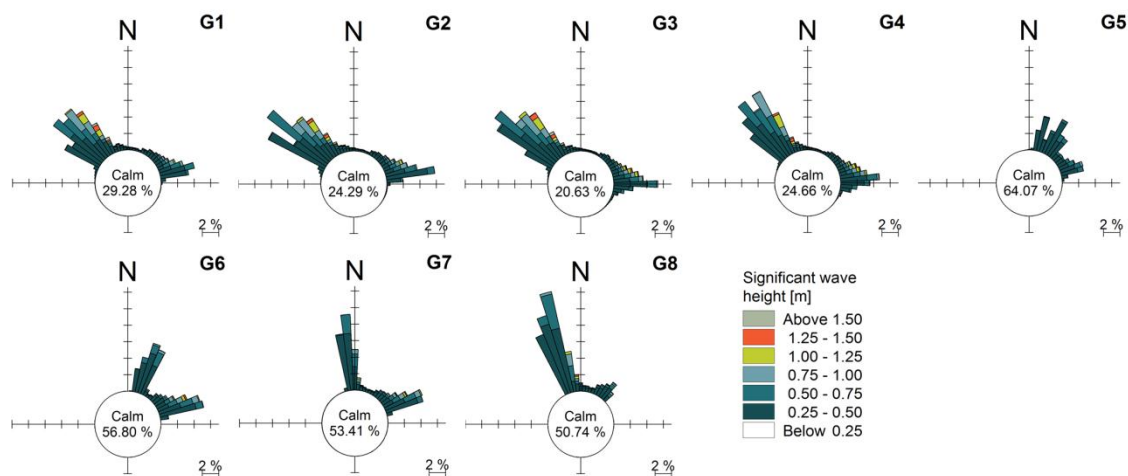 G1
N
Calm
29.28 %
2 %
G2
N
Calm
24.29 %
2 %
G3
N
Calm
20.63 %
2 %
G4
N
Calm
24.66 %
2 %
G5
N
Calm
64.07 %
2 %
G6
N
Calm
56.80 %
2 %
G7
N
Calm
53.41 %
2 %
G8
N
Calm
50.74 %
2 %
Significant wave
height [m]
Above 1.50
1.25 - 1.50
1.00 - 1.25
0.75 - 1.00
0.50 - 0.75
0.25 - 0.50
Below 0.25